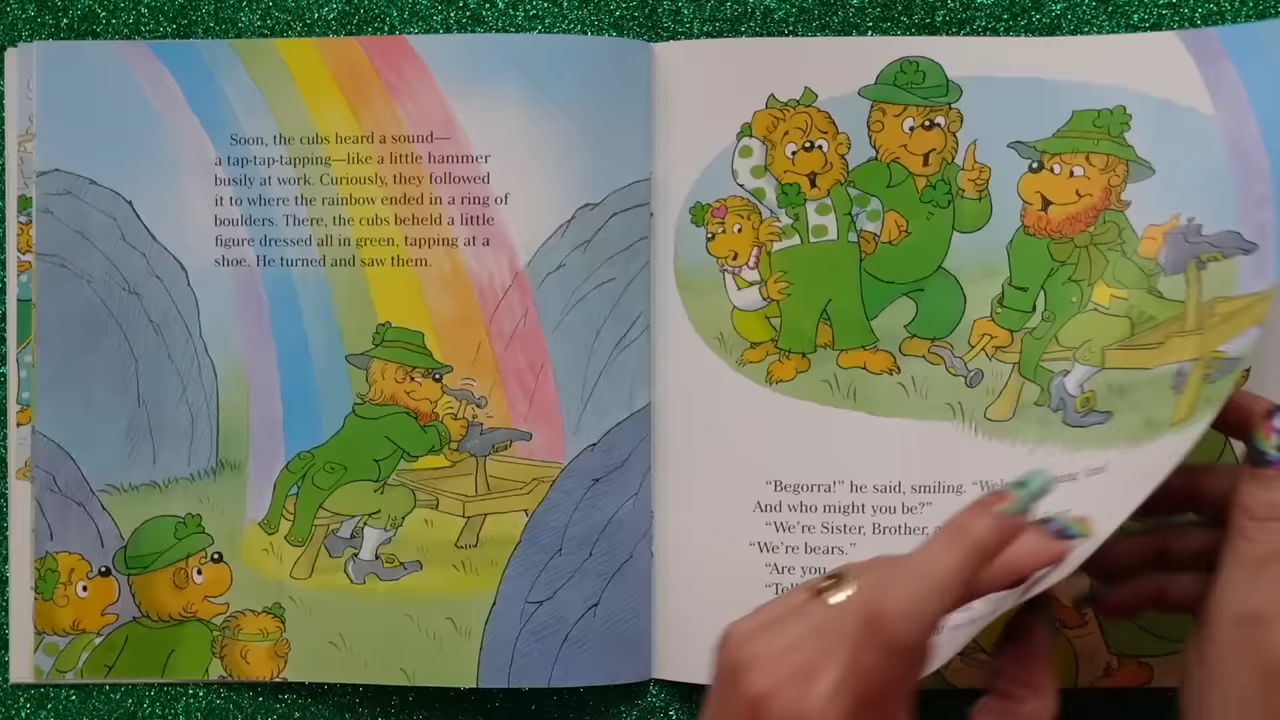 Soon, the cubs heard a sound—
a tap-tap-tapping—like a little hammer
busily at work. Curiously, they followed
it to where the rainbow ended in a ring of
boulders. There, the cubs beheld a little
figure dressed all in green, tapping at a
shoe. He turned and saw them.
“Begorra!” he said, smiling.
And who might you be?”
“We’re Sister, Brother,
“We’re bears.”
“Are you